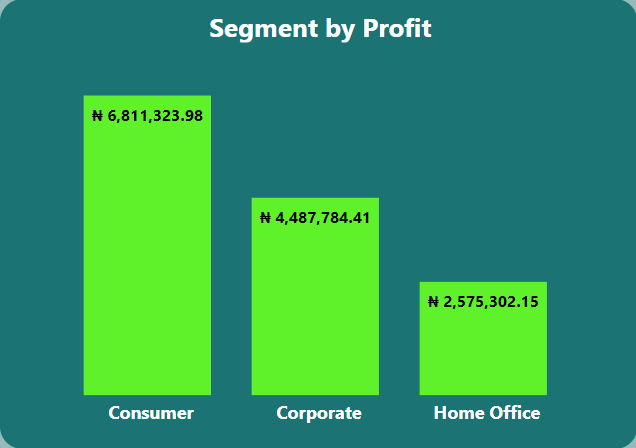 Segment by Profit
₦ 6,811,323.98
₦ 4,487,784.41
₦ 2,575,302.15
Consumer
Corporate
Home Office